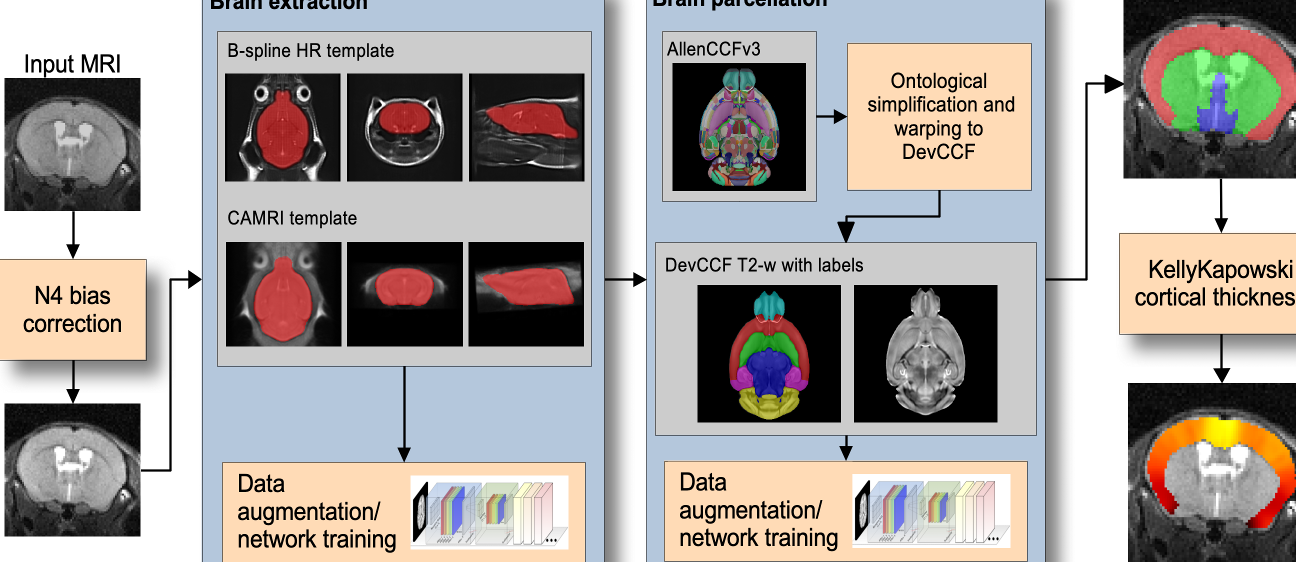 Brain extraction
Brain parcellation
Input MRI
N4 bias
correction
B-spline HR template
CAMRI template
Data
augmentation/
network training
AllenCCFv3
Ontological
simplification and
warping to
DevCCF
DevCCF T2-w with labels
Data
augmentation/
network training
KellyKapowski
cortical thicknes